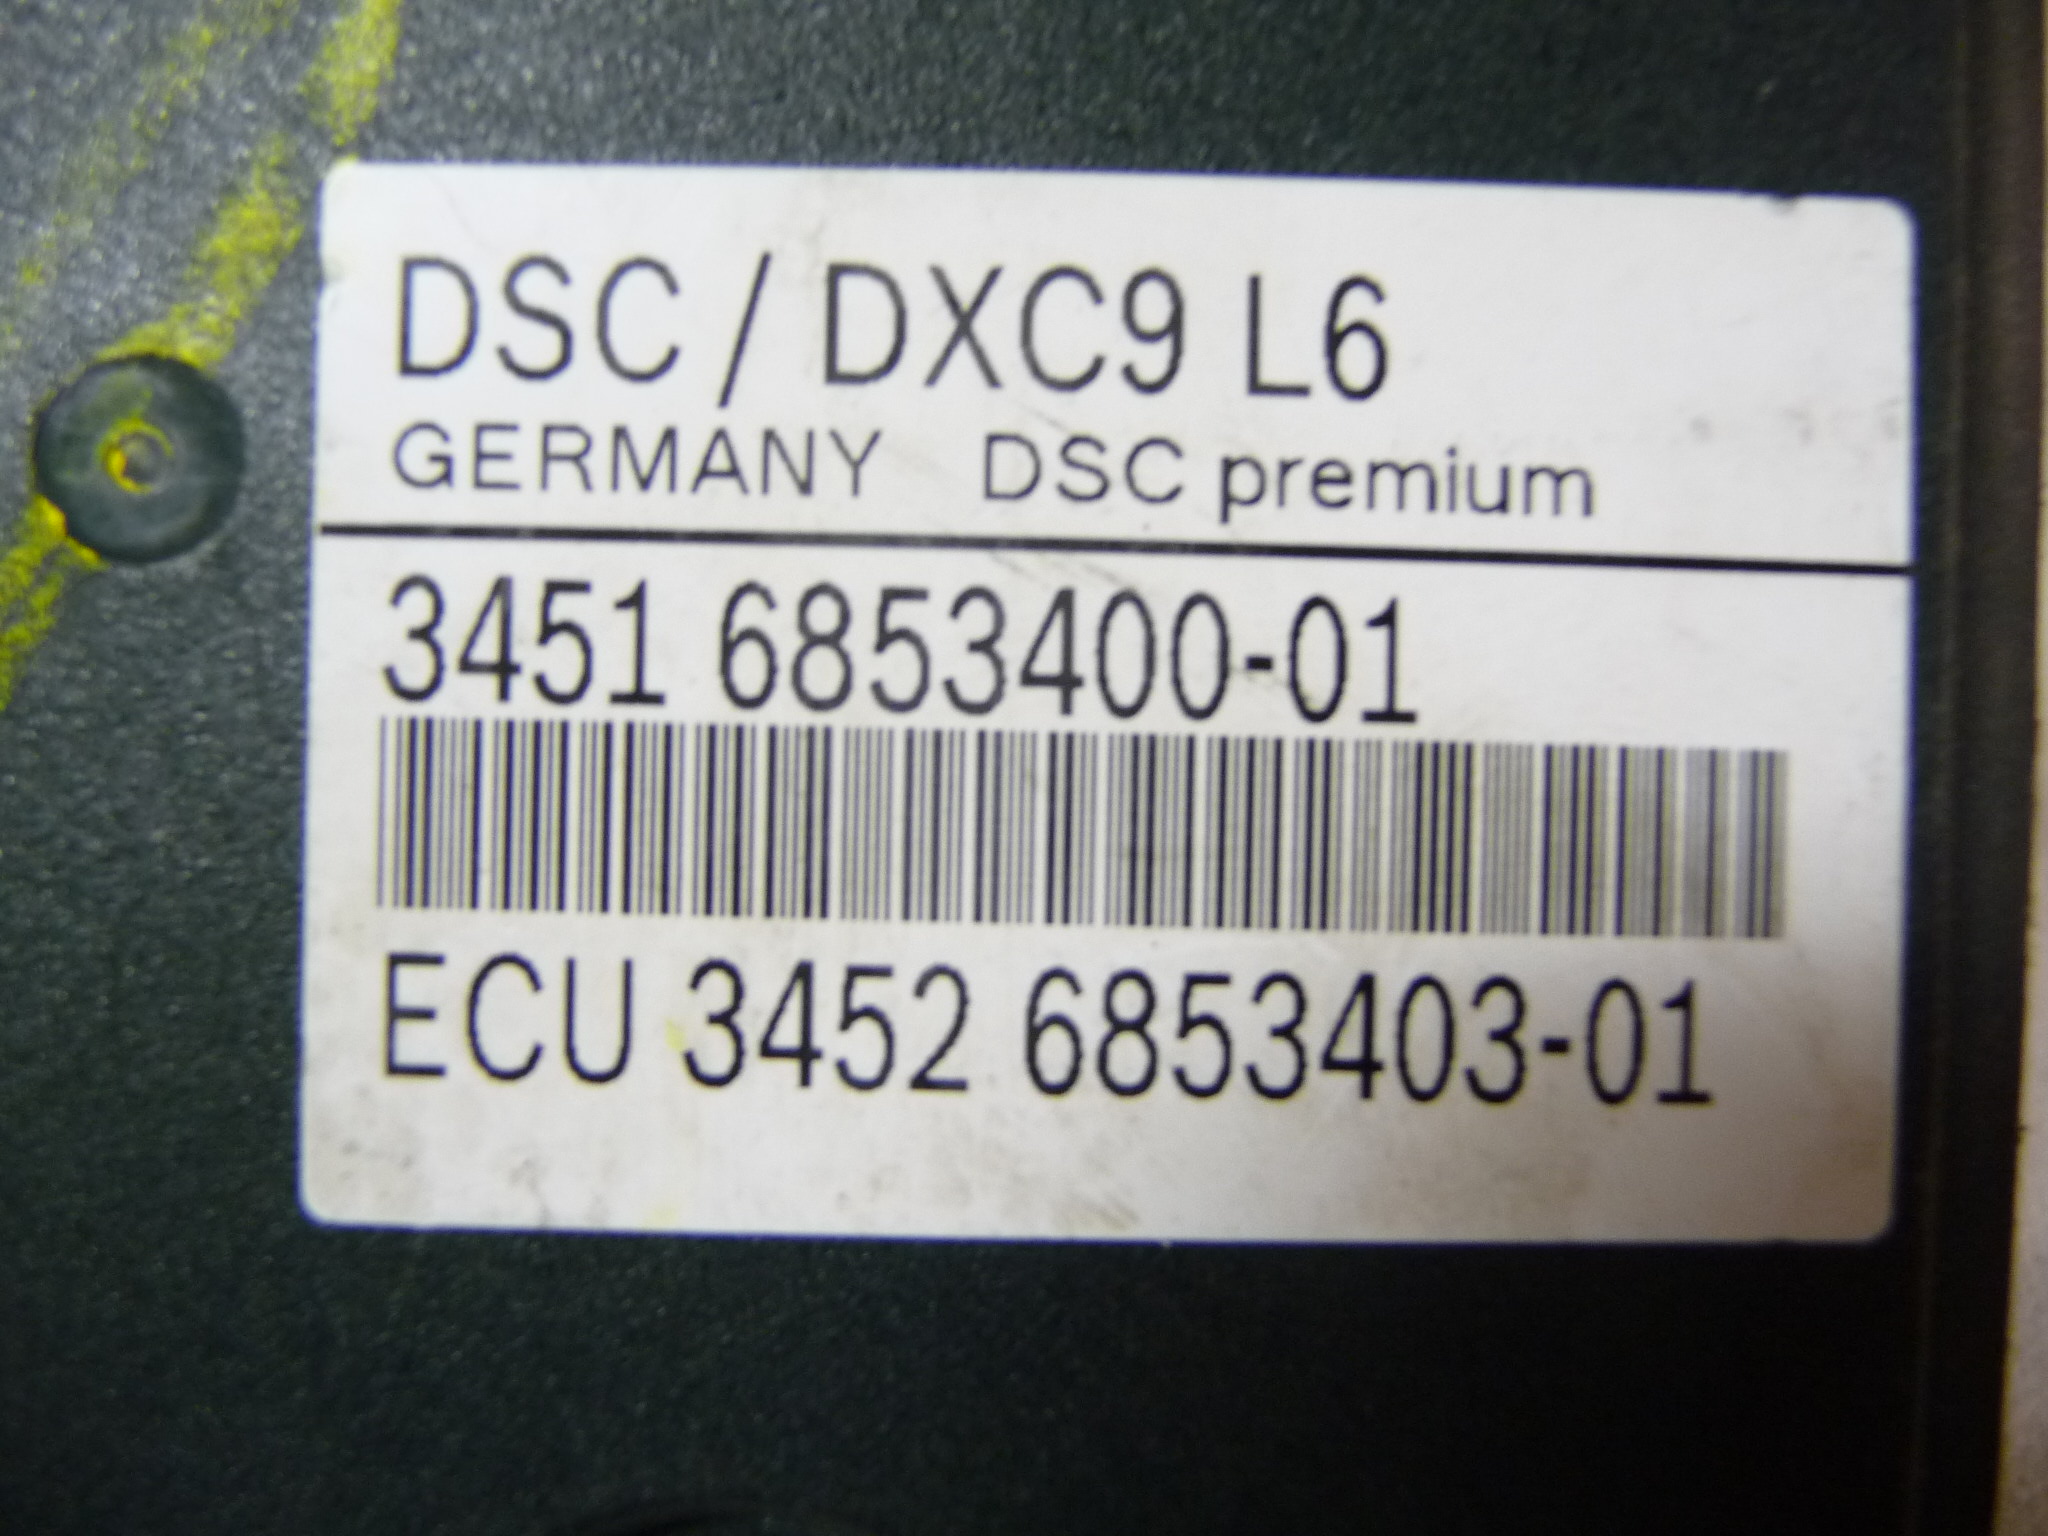 DSC / DXC9 L6
GERMANY DSC premium
3451 6853400-01
ECU 3452 6853403-01